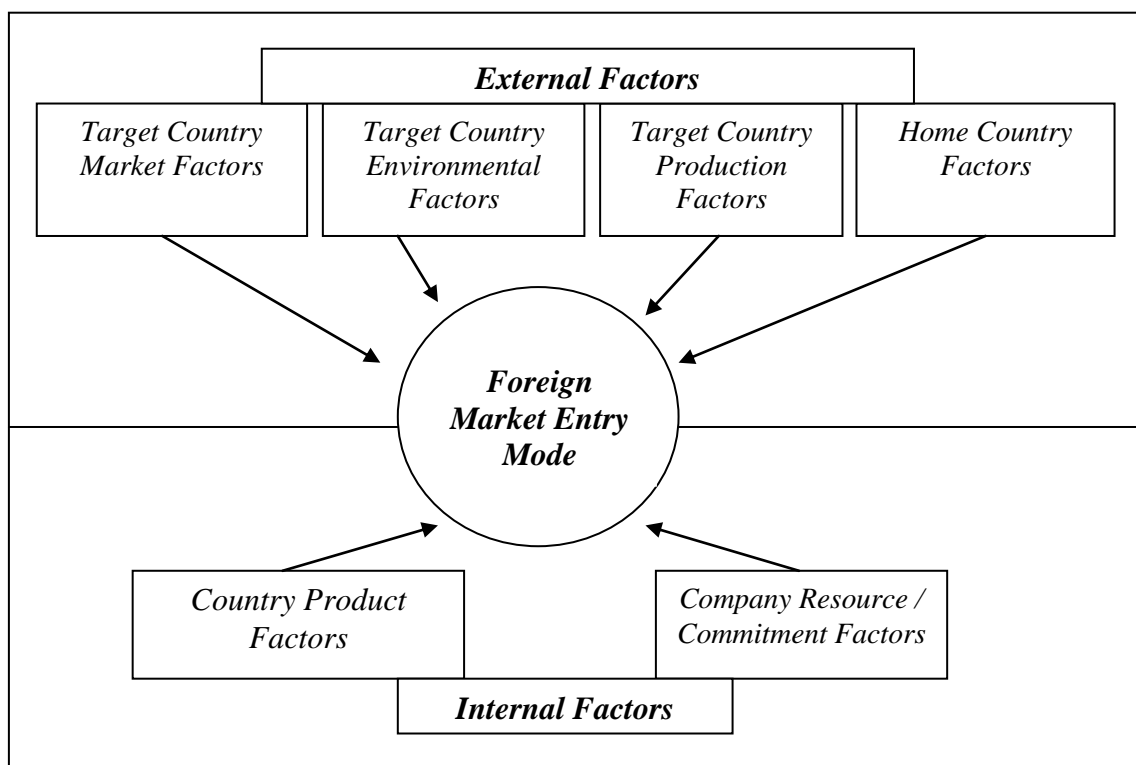 External Factors
Target Country
Market Factors
Target Country
Environmental
Factors
Target Country
Production
Factors
Home Country
Factors
Foreign
Market Entry
Mode
Country Product
Factors
Company Resource /
Commitment Factors
Internal Factors